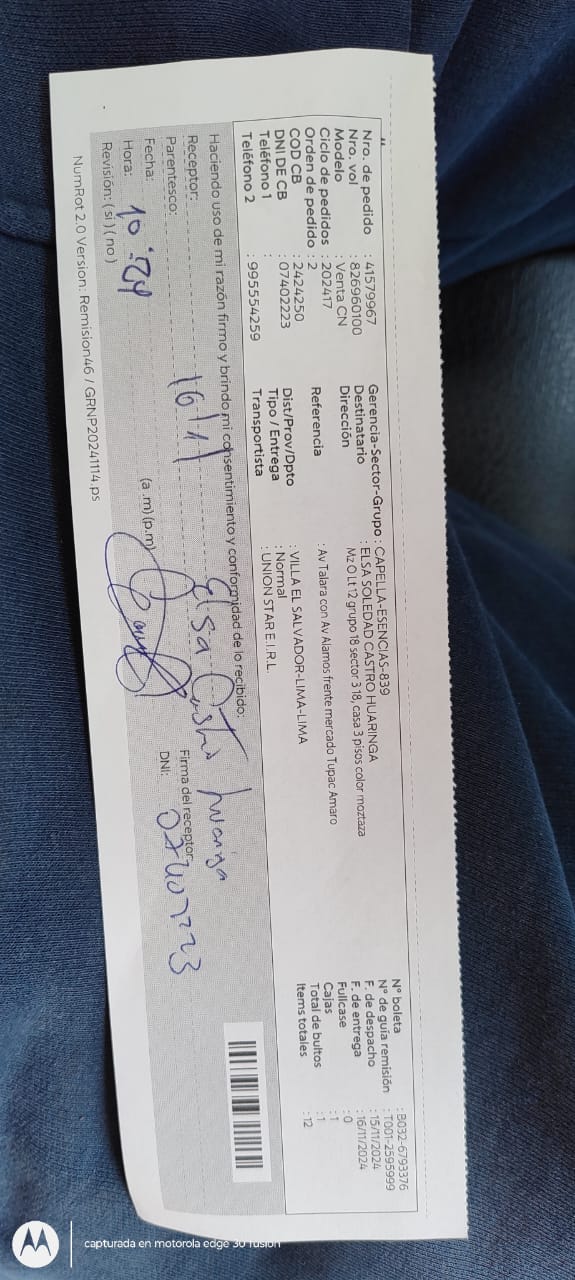 Nro. de pedido : 41579967
Nro. vol : 826960100
Modelo : Venta CN
Ciclo de pedidos : 202417
Orden de pedido : 2
COD CB : 2424250
DNI DE CB : 07402223
Teléfono 1 :
Teléfono 2 : 995554259
Gerencia-Sector-Grupo : CAPELLA-ESENCIAS-839
Destinatario : ELSA SOLEDAD CASTRO HUARINGA
Dirección Mz O Lt 12 grupo 18 sector 3 18, casa 3 pisos color moztaza
Referencia : Av Talara con Av Alamos frente mercado Tupac Amaro
Dist/Prov/Dpto : VILLA EL SALVADOR-LIMA-LIMA
Tipo / Entrega : Normal
Transportista : UNION STAR E.I.R.L.
N° boleta : B032-6793376
N° de guía remisión : T001-2595999
F. de despacho : 15/11/2024
F. de entrega : 16/11/2024
Fullcase : 0
Cajas : 1
Total de bultos : 1
Items totales : 12
Haciendo uso de mi razón firmo y brindo mi consentimiento y conformidad de lo recibido:
Receptor: Elsa Castro huaringa
Parentesco: Firma del receptor:
Fecha: 16/11 DNI: 07402223
Hora: 10:24 (a .m) (p.m)
Revisión: ( si ) ( no )
NumRot 2.0 Version: Remision46 / GRNP20241114.ps
capturada en motorola edge 30 fusion